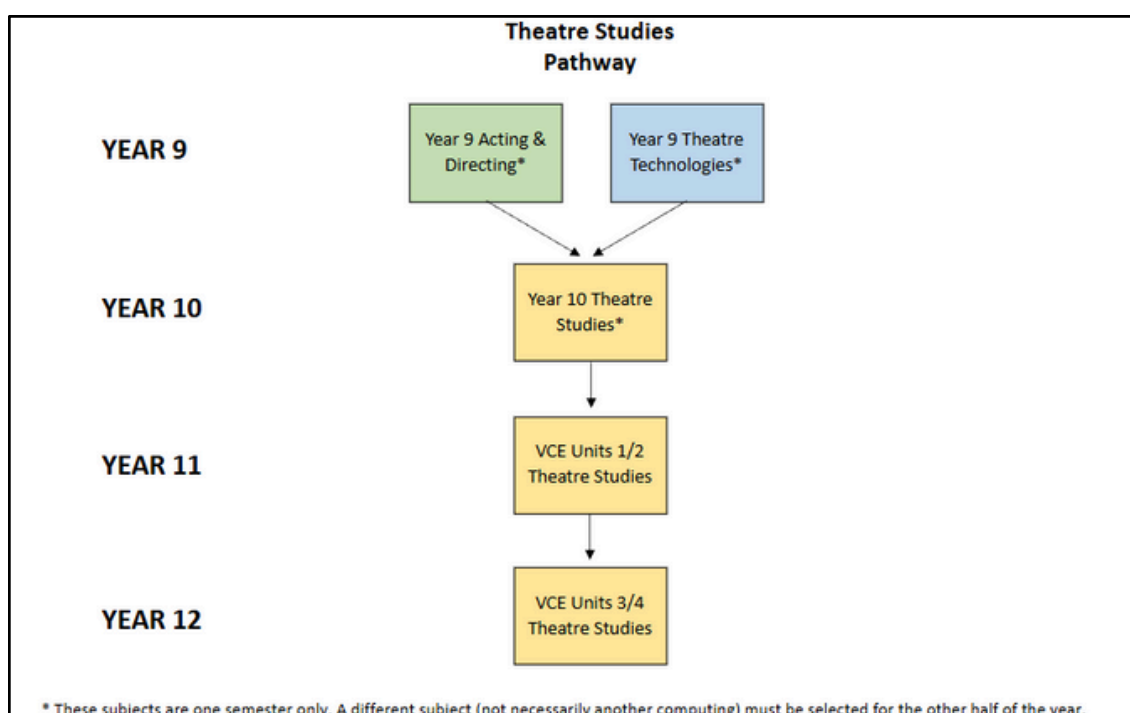 Theatre Studies
Pathway
YEAR 9
Year 9 Acting &
Directing*
Year 9 Theatre
Technologies*
YEAR 10
Year 10 Theatre
Studies*
YEAR 11
VCE Units 1/2
Theatre Studies
YEAR 12
VCE Units 3/4
Theatre Studies
* These subjects are one semester only. A different subject (not necessarily another computing) must be selected for the other half of the year.